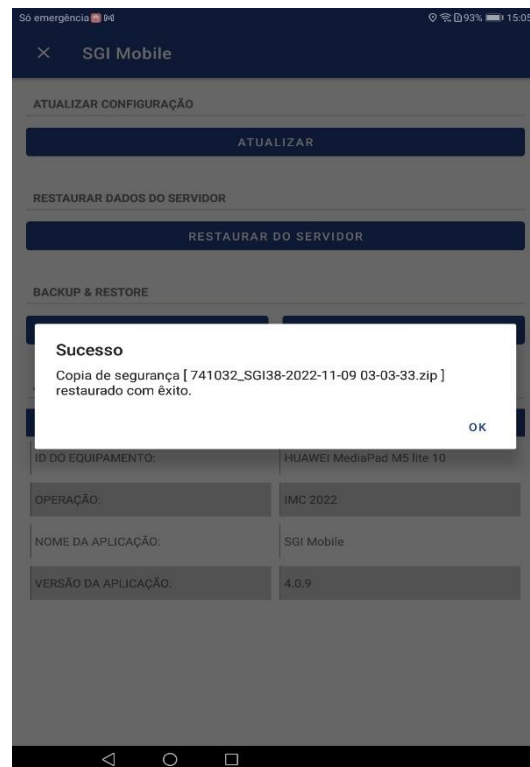 Só emergência 93% 15:05
SGI Mobile
ATUALIZAR CONFIGURAÇÃO
ATUALIZAR
RESTAURAR DADOS DO SERVIDOR
RESTAURAR DO SERVIDOR
BACKUP & RESTORE
Sucesso
Copia de segurança [ 741032_SGI38-2022-11-09 03-03-33.zip ]
restaurado com êxito.
OK
ID DO EQUIPAMENTO: HUAWEI MediaPad M5 lite 10
OPERAÇÃO: IMC 2022
NOME DA APLICAÇÃO: SGI Mobile
VERSÃO DA APLICAÇÃO: 4.0.9